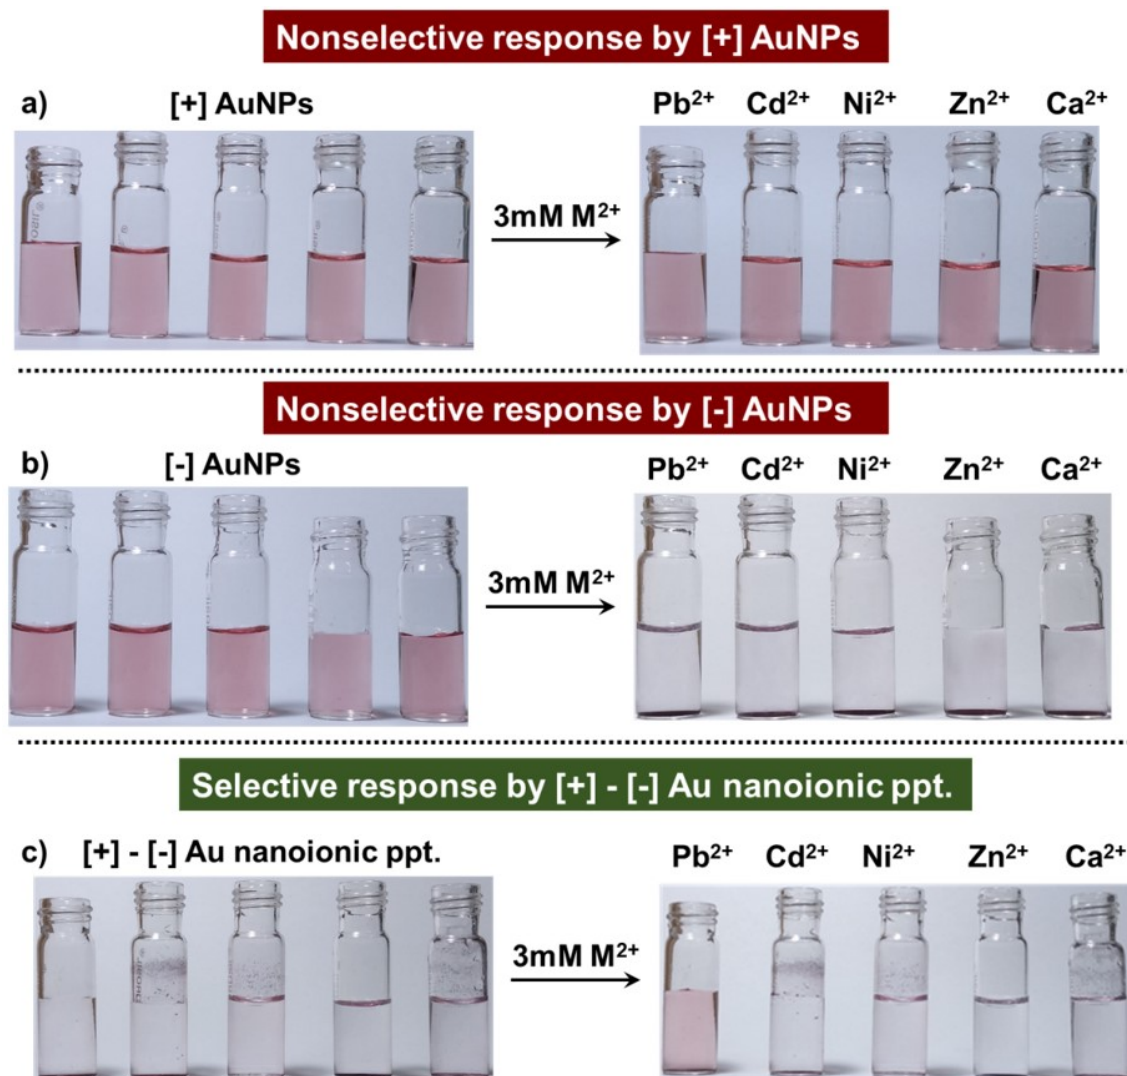 Nonselective response by [+] AuNPs
a) [+] AuNPs
Pb²⁺ Cd²⁺ Ni²⁺ Zn²⁺ Ca²⁺
3mM M²⁺
Nonselective response by [-] AuNPs
b) [-] AuNPs
Pb²⁺ Cd²⁺ Ni²⁺ Zn²⁺ Ca²⁺
3mM M²⁺
Selective response by [+] - [-] Au nanoionic ppt.
c) [+] - [-] Au nanoionic ppt.
Pb²⁺ Cd²⁺ Ni²⁺ Zn²⁺ Ca²⁺
3mM M²⁺